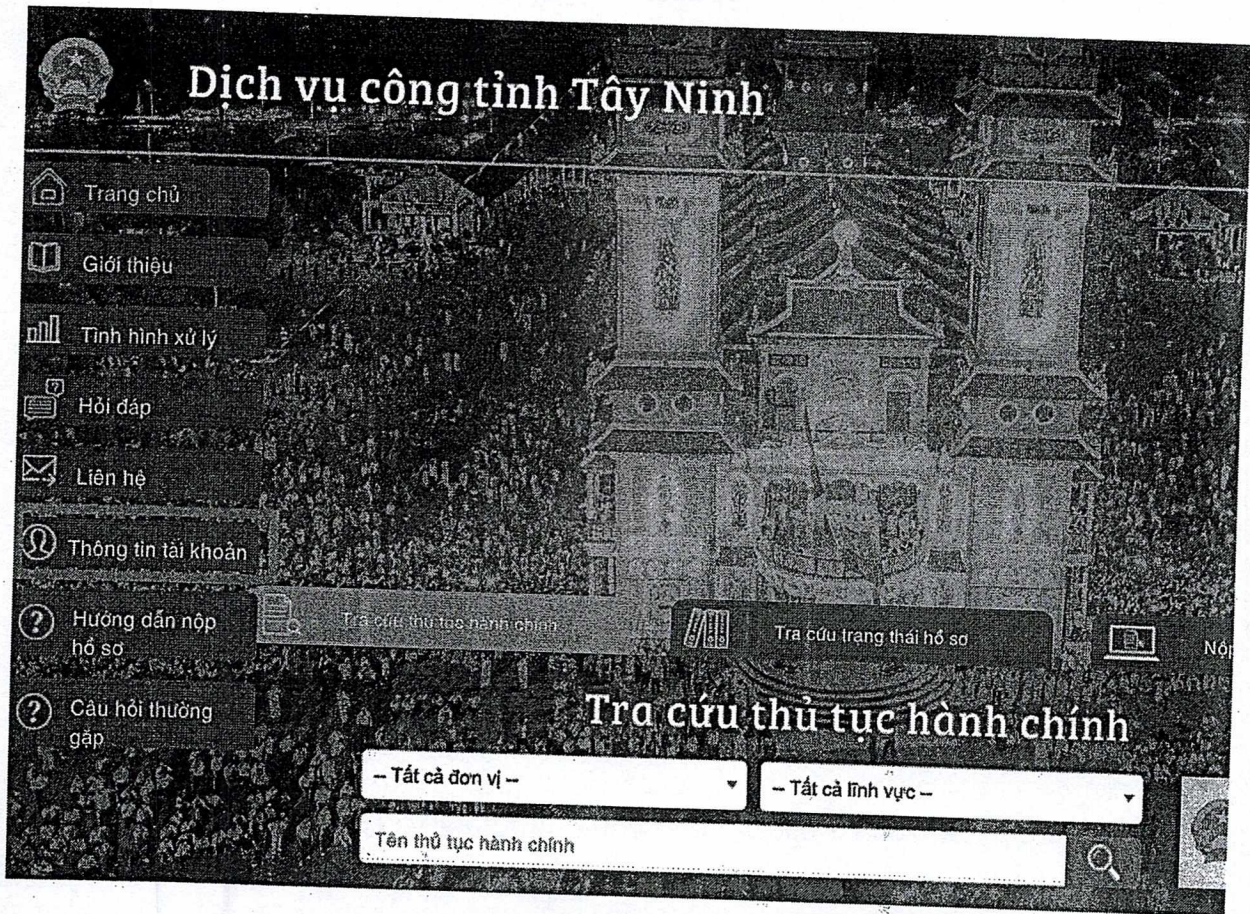 Dịch vụ công tỉnh Tây Ninh
Trang chủ
Giới thiệu
Tình hình xử lý
Hỏi đáp
Liên hệ
Thông tin tài khoản
Hướng dẫn nộp
hồ sơ
Câu hỏi thường
gặp
Tra cứu thủ tục hành chính
Tra cứu trạng thái hồ sơ
Nộp
Tra cứu thủ tục hành chính
-- Tất cả đơn vị --
-- Tất cả lĩnh vực --
Tên thủ tục hành chính